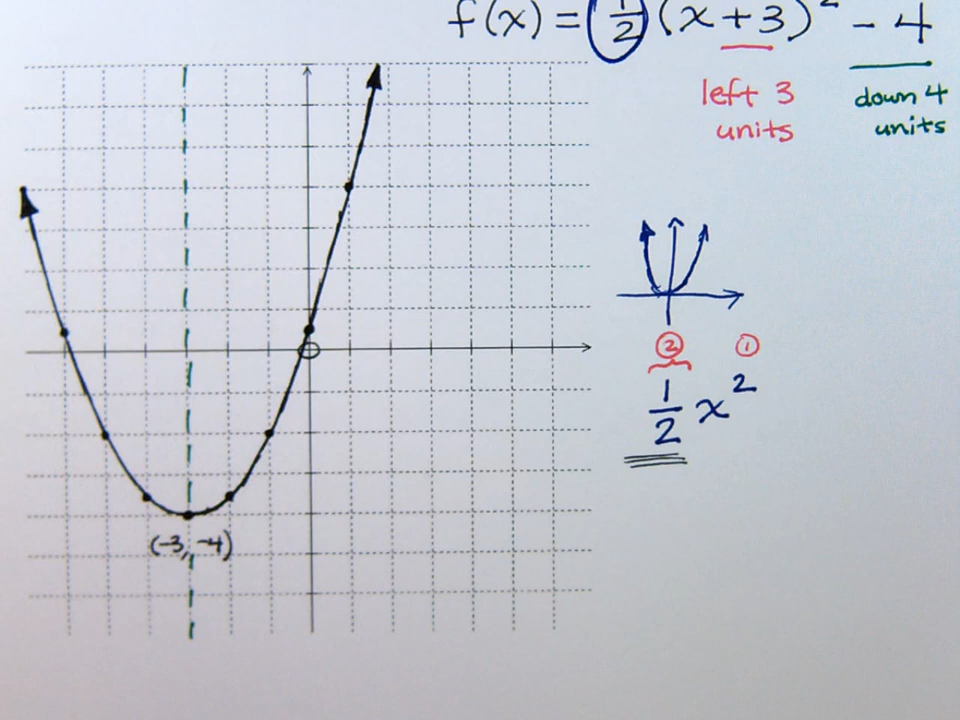 f(x) = 1/2 (x+3)² - 4
left 3
units
down 4
units
② ①
1/2 x²
(-3, -4)